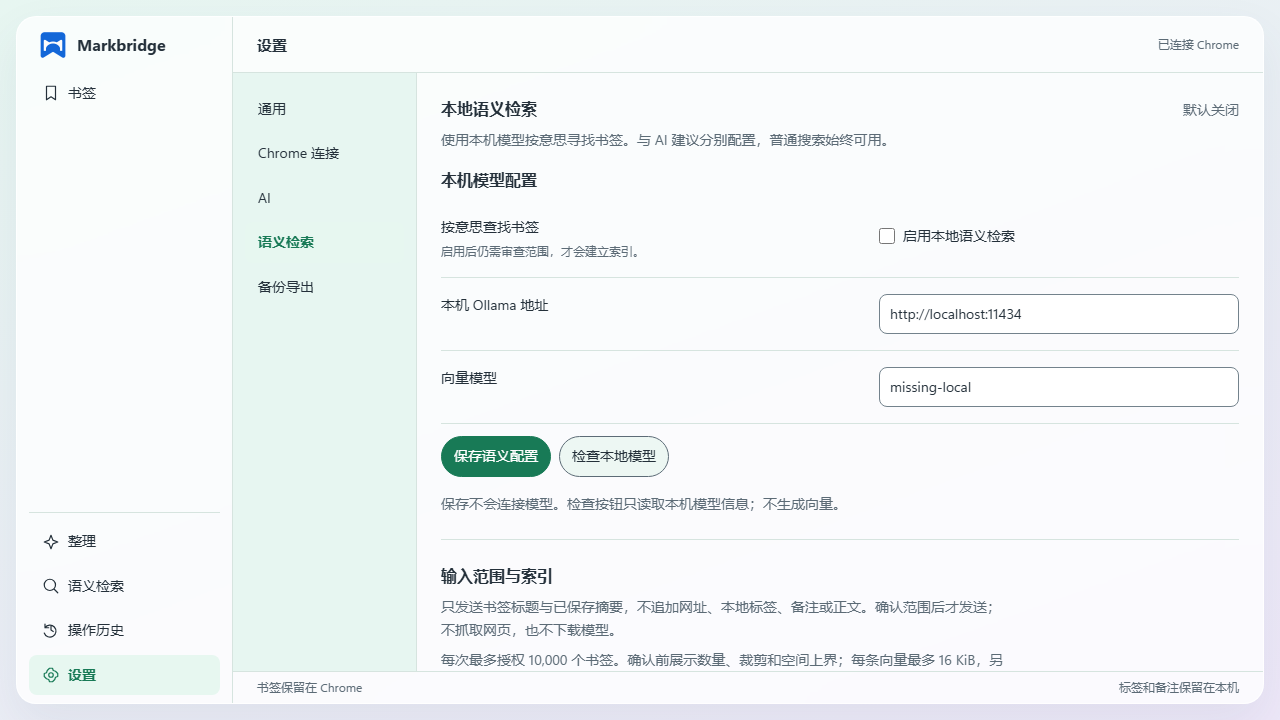 Markbridge
书签
整理
语义检索
操作历史
设置
设置
已连接 Chrome
通用
Chrome 连接
AI
语义检索
备份导出
本地语义检索
默认关闭
使用本机模型按意思寻找书签。与 AI 建议分别配置，普通搜索始终可用。
本机模型配置
按意思查找书签
启用后仍需审查范围，才会建立索引。
启用本地语义检索
本机 Ollama 地址
http://localhost:11434
向量模型
missing-local
保存语义配置
检查本地模型
保存不会连接模型。检查按钮只读取本机模型信息；不生成向量。
输入范围与索引
只发送书签标题与已保存摘要，不追加网址、本地标签、备注或正文。确认范围后才发送；
不抓取网页，也不下载模型。
每次最多授权 10,000 个书签。确认前展示数量、裁剪和空间上界；每条向量最多 16 KiB，另
书签保留在 Chrome
标签和备注保留在本机